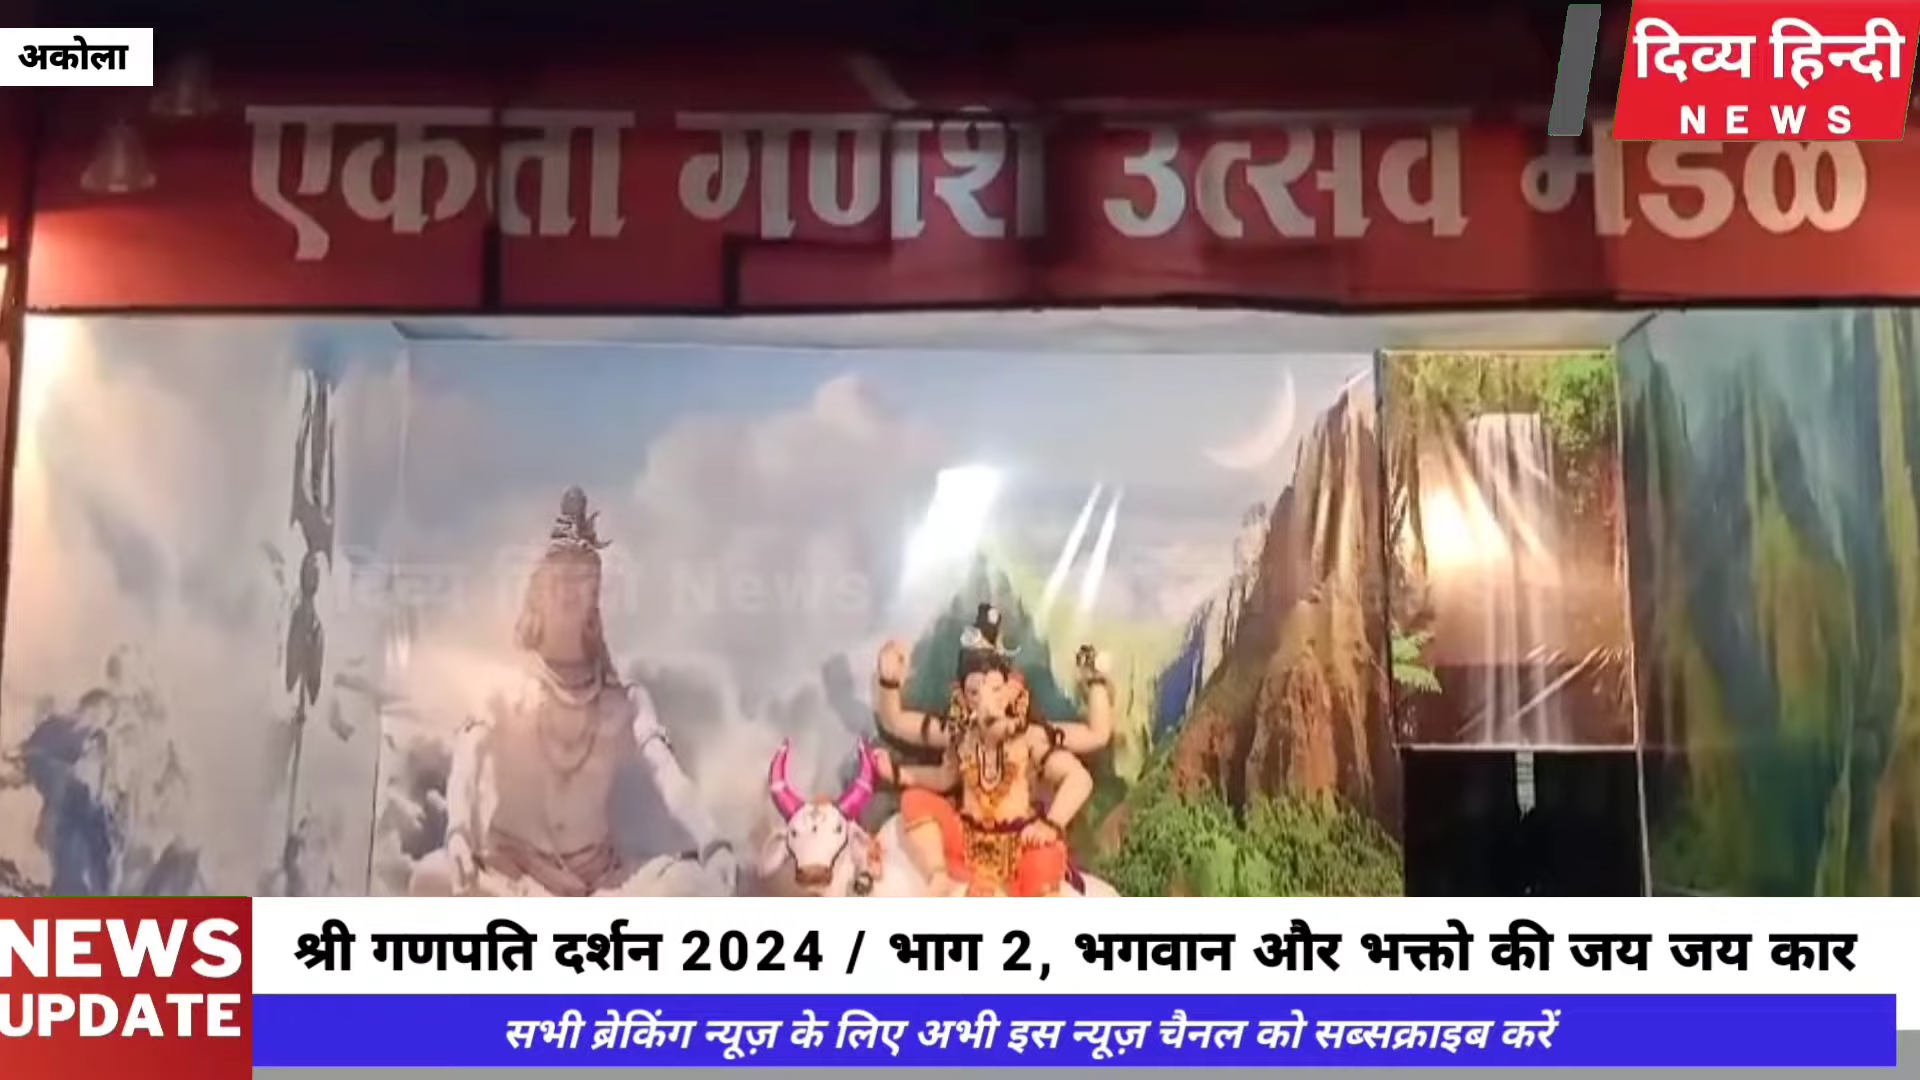 अकोला
दिव्य हिन्दी
NEWS
एकता गणेश उत्सव मंडळ
NEWS
UPDATE
श्री गणपति दर्शन 2024 / भाग 2, भगवान और भक्तो की जय जय कार
सभी ब्रेकिंग न्यूज़ के लिए अभी इस न्यूज़ चैनल को सब्सक्राइब करें